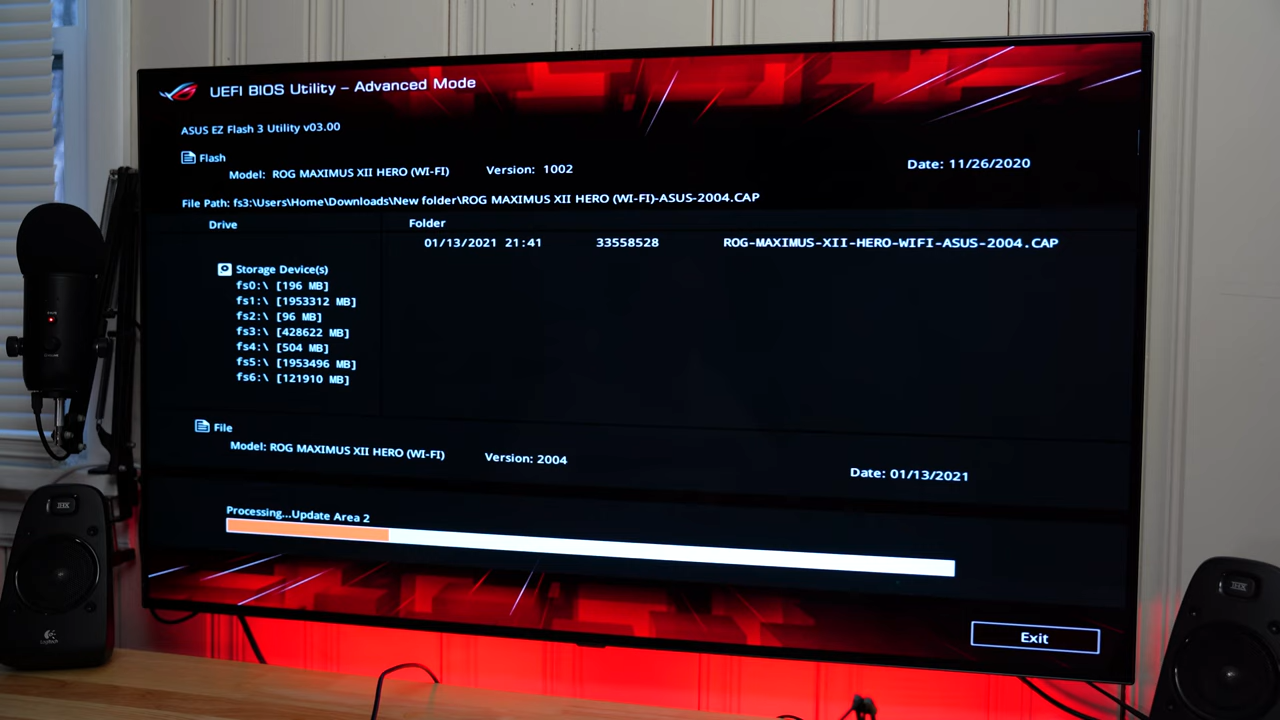 UEFI BIOS Utility – Advanced Mode
ASUS EZ Flash 3 Utility v03.00
Flash
Model: ROG MAXIMUS XII HERO (WI-FI) Version: 1002 Date: 11/26/2020
File Path: fs3:\Users\Home\Downloads\New folder\ROG MAXIMUS XII HERO (WI-FI)-ASUS-2004.CAP
Drive Folder
01/13/2021 21:41 33558528 ROG-MAXIMUS-XII-HERO-WIFI-ASUS-2004.CAP
Storage Device(s)
fs0:\ [196 MB]
fs1:\ [1953312 MB]
fs2:\ [96 MB]
fs3:\ [428622 MB]
fs4:\ [504 MB]
fs5:\ [1953496 MB]
fs6:\ [121910 MB]
File
Model: ROG MAXIMUS XII HERO (WI-FI) Version: 2004 Date: 01/13/2021
Processing...Update Area 2
Exit
THX
Logitech
THX